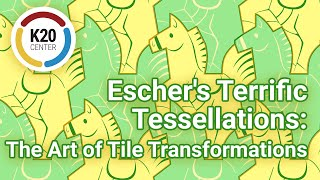 K20
CENTER
Escher's Terrific
Tessellations:
The Art of Tile Transformations